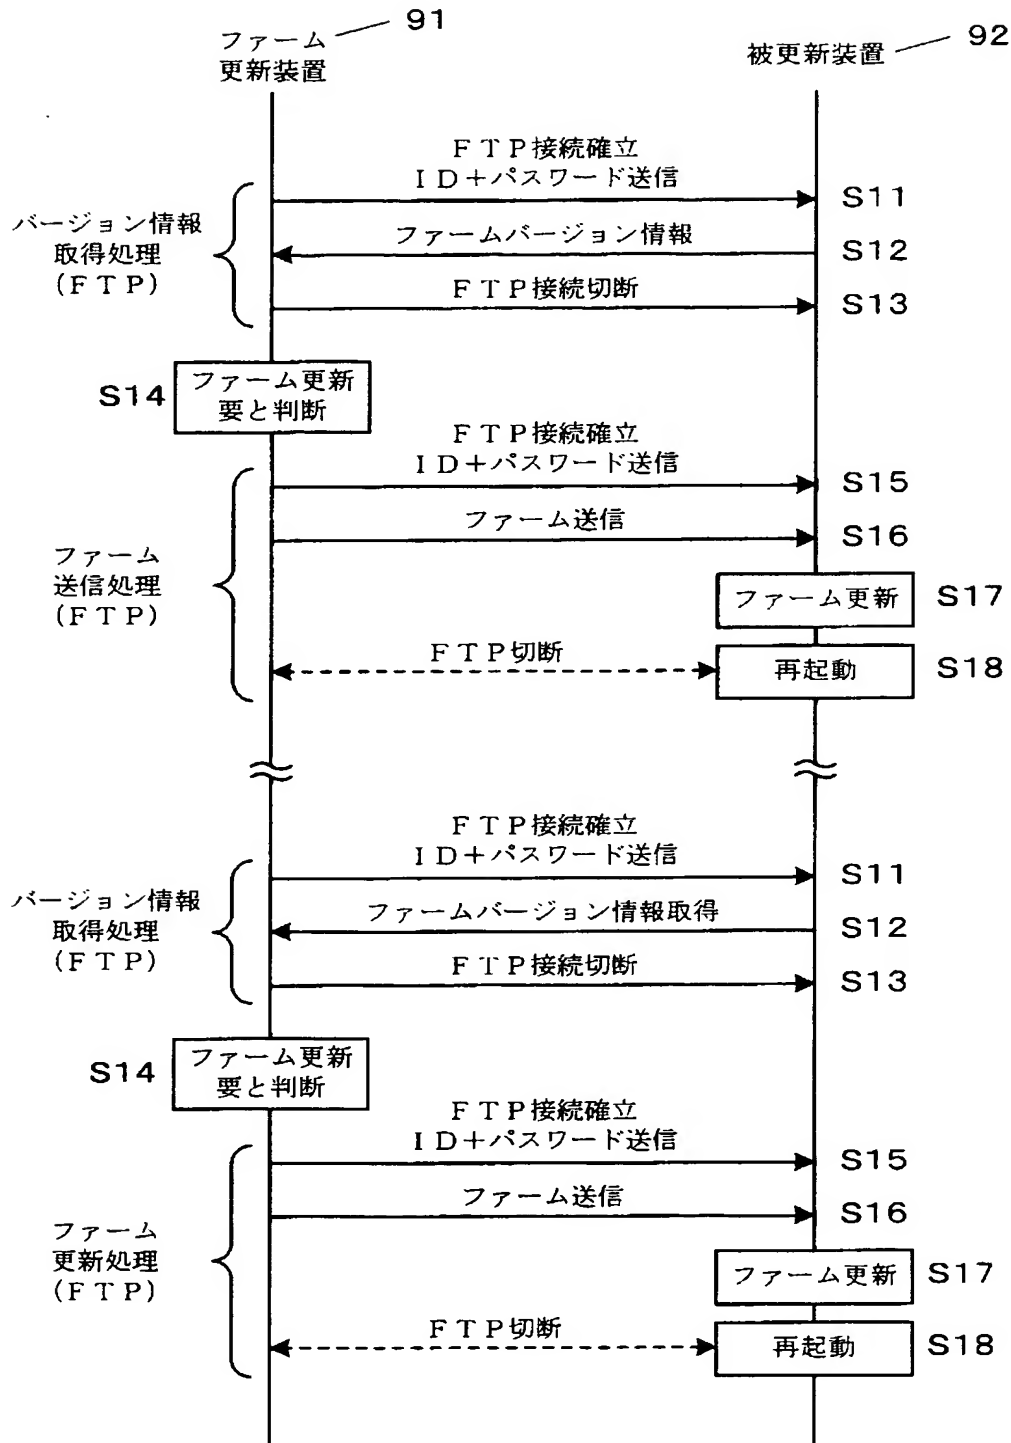 91
ファーム
更新装置
92
被更新装置
ＦＴＰ接続確立
ＩＤ＋パスワード送信
S11
バージョン情報
取得処理
（ＦＴＰ）
ファームバージョン情報
S12
ＦＴＰ接続切断
S13
S14
ファーム更新
要と判断
ＦＴＰ接続確立
ＩＤ＋パスワード送信
S15
ファーム送信
S16
ファーム
送信処理
（ＦＴＰ）
ファーム更新
S17
ＦＴＰ切断
再起動
S18
ＦＴＰ接続確立
ＩＤ＋パスワード送信
S11
バージョン情報
取得処理
（ＦＴＰ）
ファームバージョン情報取得
S12
ＦＴＰ接続切断
S13
S14
ファーム更新
要と判断
ＦＴＰ接続確立
ＩＤ＋パスワード送信
S15
ファーム送信
S16
ファーム
更新処理
（ＦＴＰ）
ファーム更新
S17
ＦＴＰ切断
再起動
S18